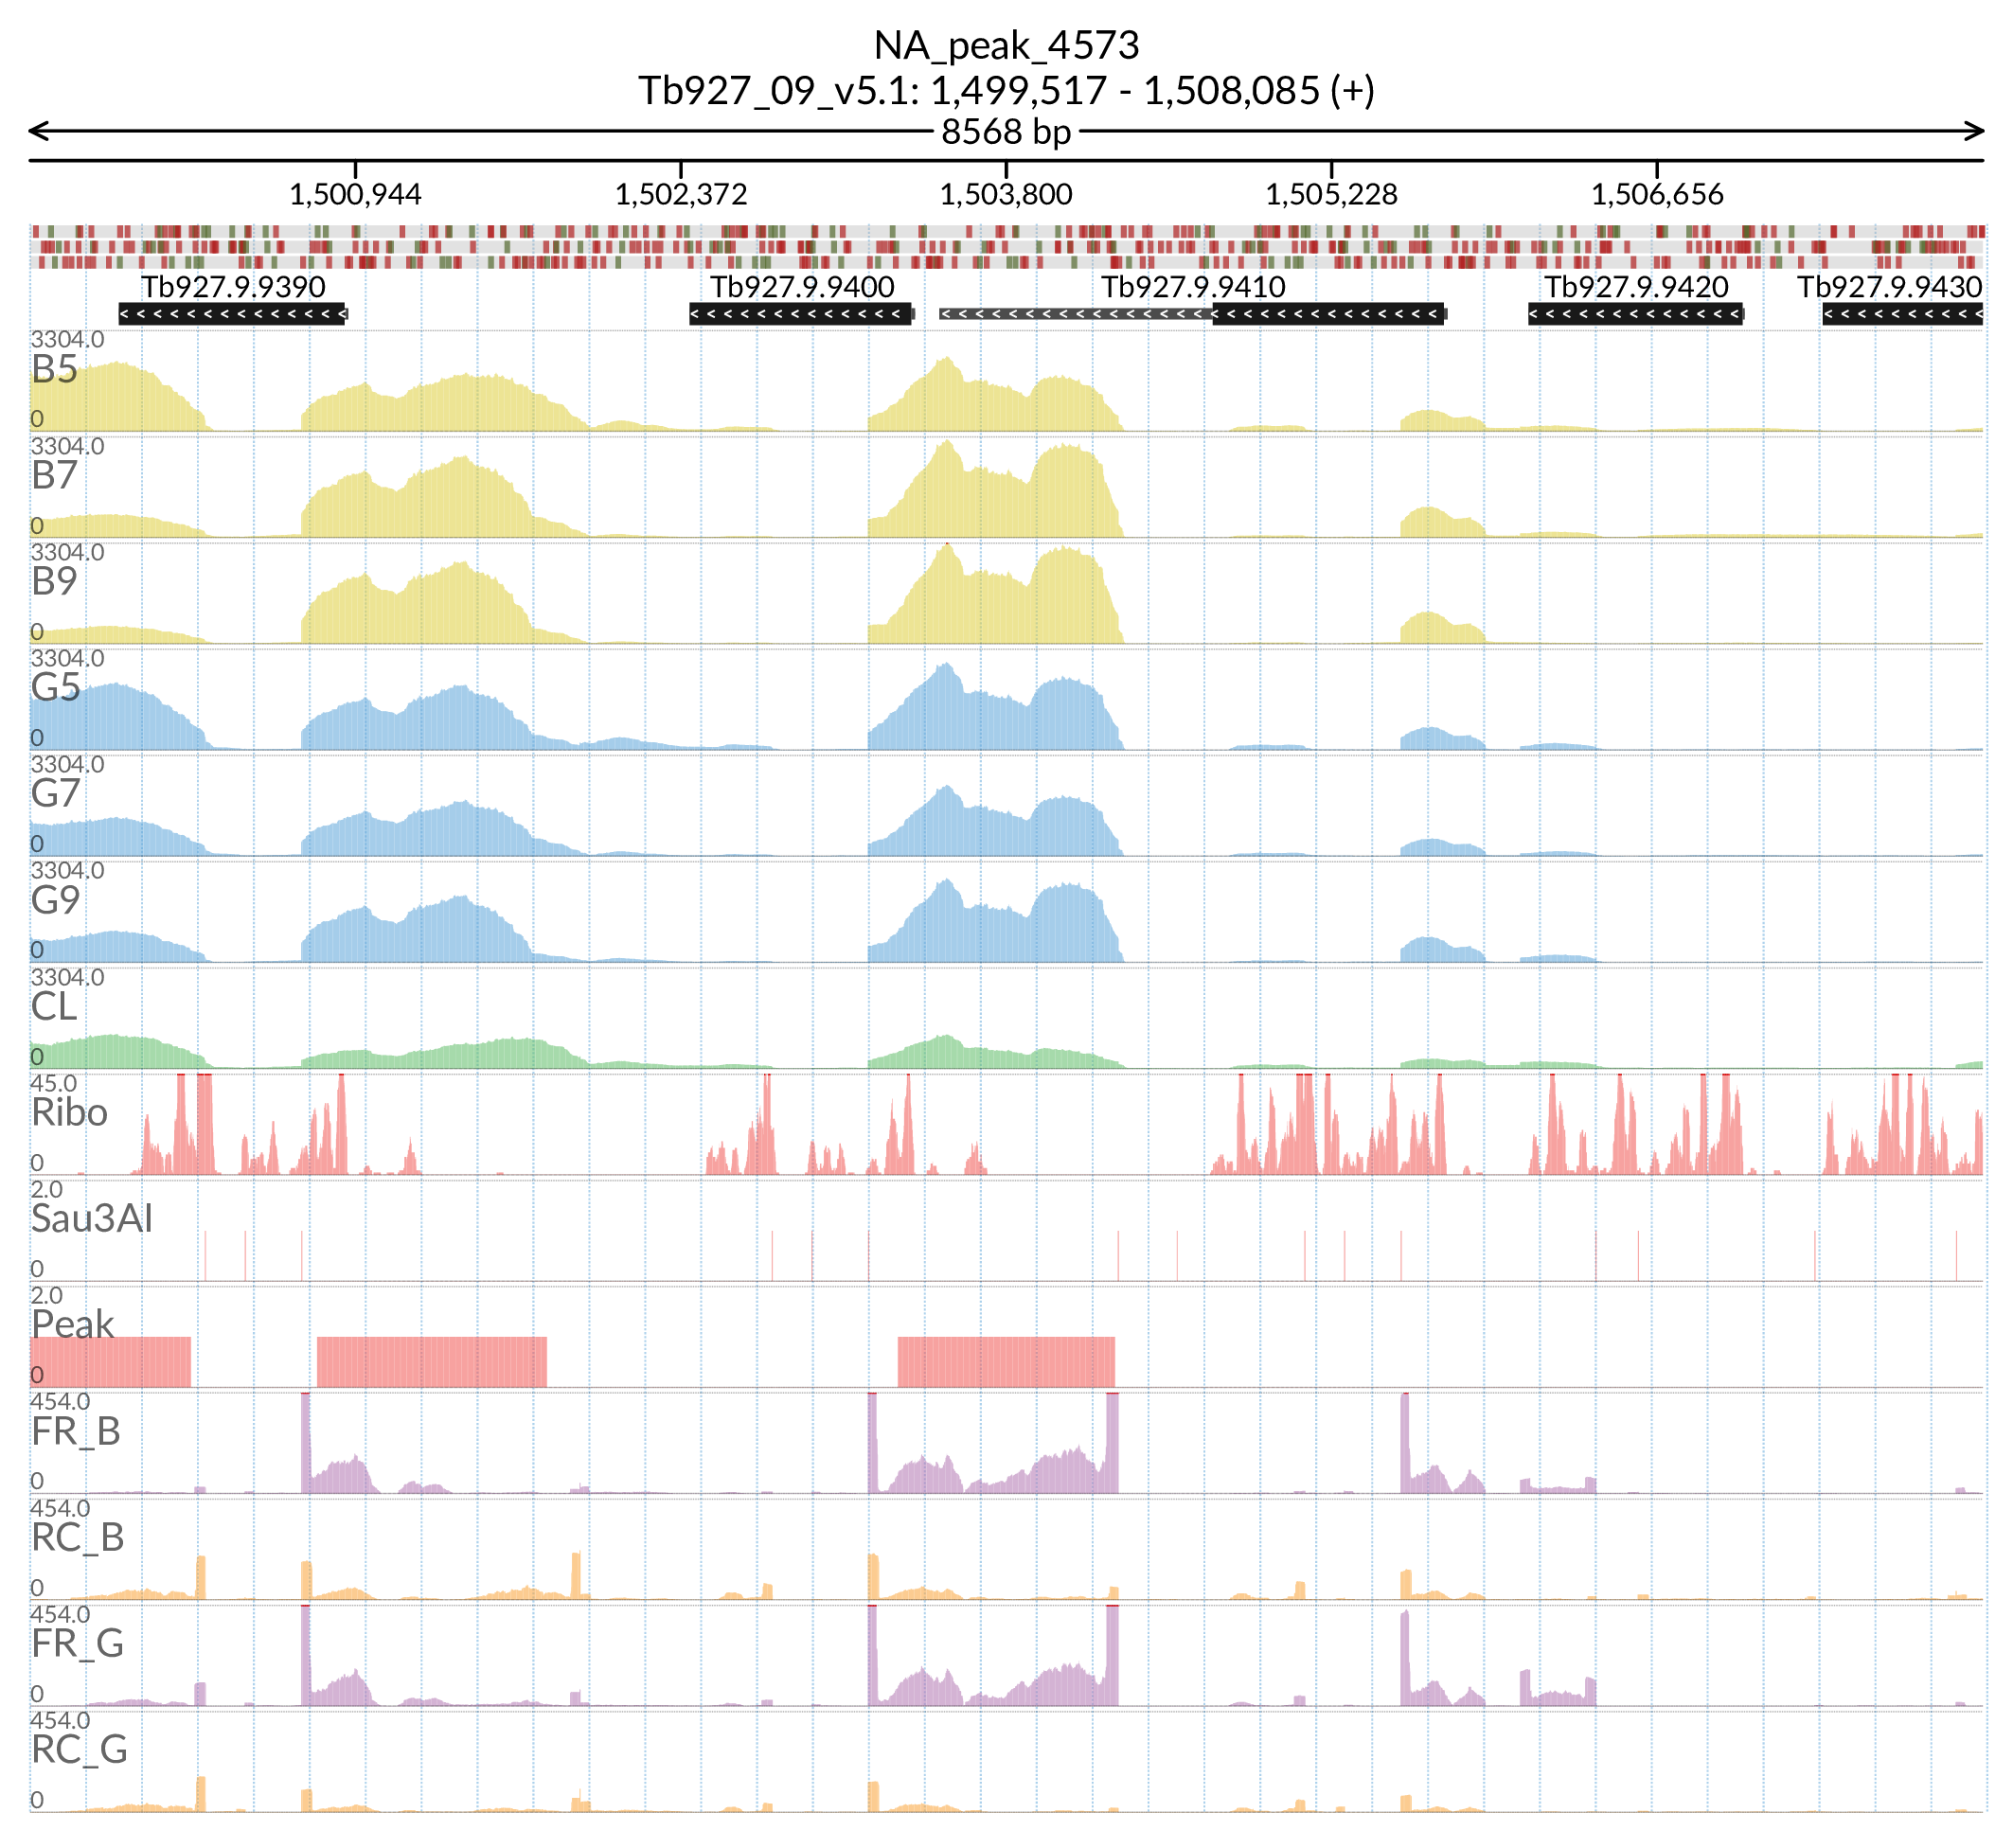 NA_peak_4573
Tb927_09_v5.1: 1,499,517 - 1,508,085 (+)
8568 bp
1,500,944 1,502,372 1,503,800 1,505,228 1,506,656
Tb927.9.9390 Tb927.9.9400 Tb927.9.9410 Tb927.9.9420 Tb927.9.9430
3304.0
B5
0
3304.0
B7
0
3304.0
B9
0
3304.0
G5
0
3304.0
G7
0
3304.0
G9
0
3304.0
CL
0
45.0
Ribo
0
2.0
Sau3AI
0
2.0
Peak
0
454.0
FR_B
0
454.0
RC_B
0
454.0
FR_G
0
454.0
RC_G
0